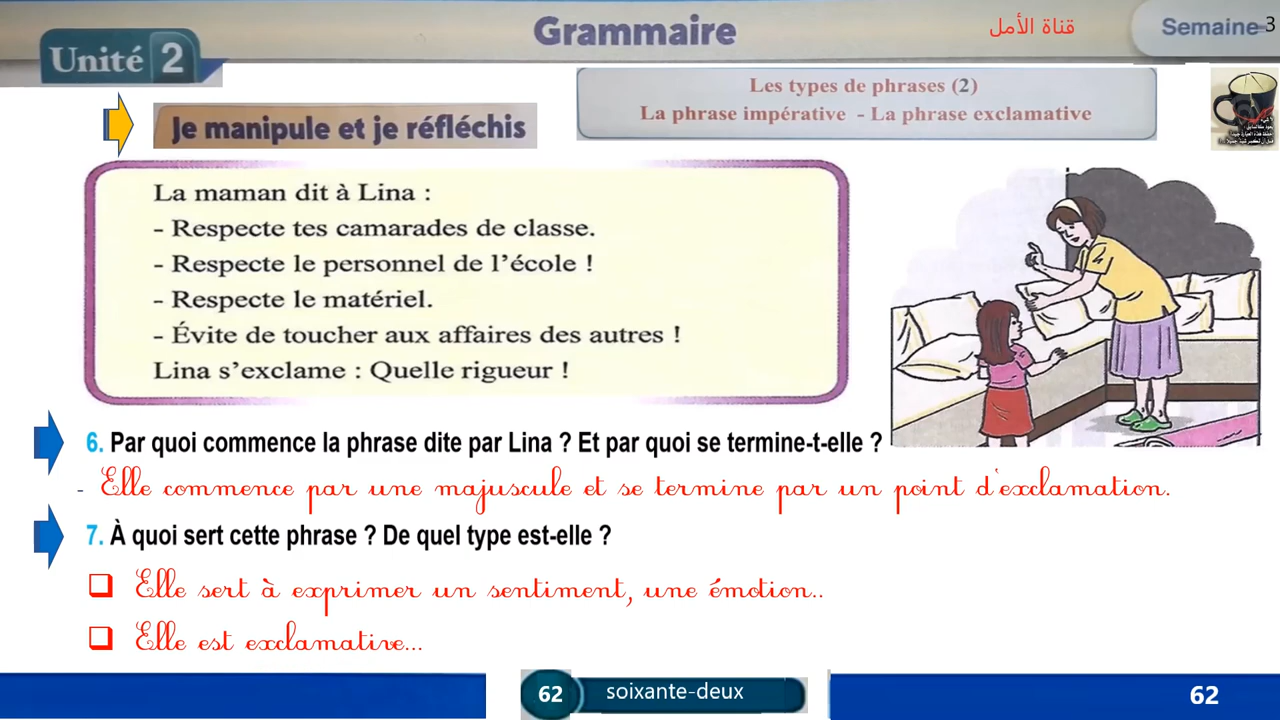 Grammaire
قناة الأمل
Semaine 3
Unité 2
Les types de phrases (2)
La phrase impérative - La phrase exclamative
Je manipule et je réfléchis
La maman dit à Lina :
- Respecte tes camarades de classe.
- Respecte le personnel de l'école !
- Respecte le matériel.
- Évite de toucher aux affaires des autres !
Lina s'exclame : Quelle rigueur !
6. Par quoi commence la phrase dite par Lina ? Et par quoi se termine-t-elle ?
- Elle commence par une majuscule et se termine par un point d'exclamation.
7. À quoi sert cette phrase ? De quel type est-elle ?
Elle sert à exprimer un sentiment, une émotion..
Elle est exclamative...
62 soixante-deux
62